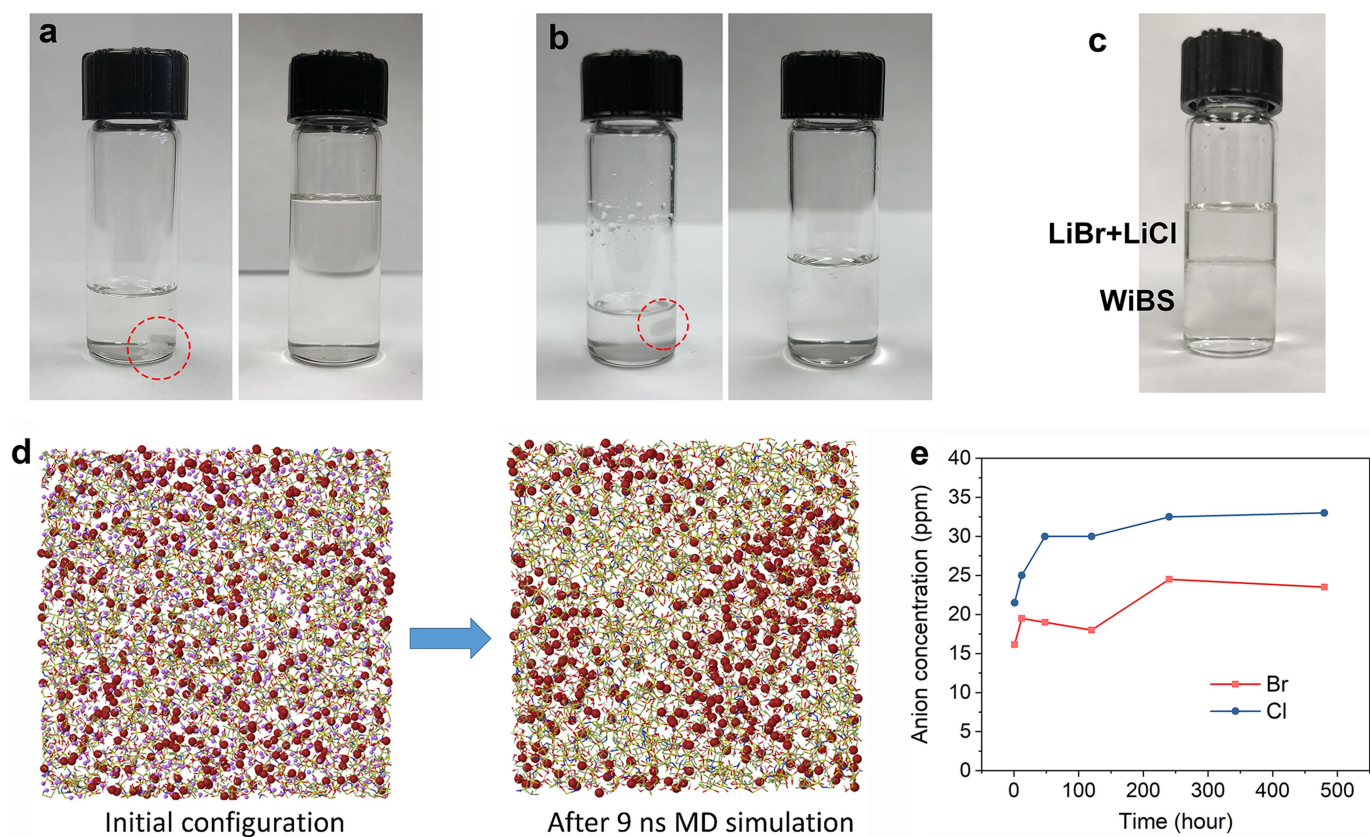 a
b
c
LiBr+LiCl
WiBS
d
Initial configuration
After 9 ns MD simulation
e
Anion concentration (ppm)
40
35
30
25
20
15
10
5
0
Br
Cl
0
100
200
300
400
500
Time (hour)